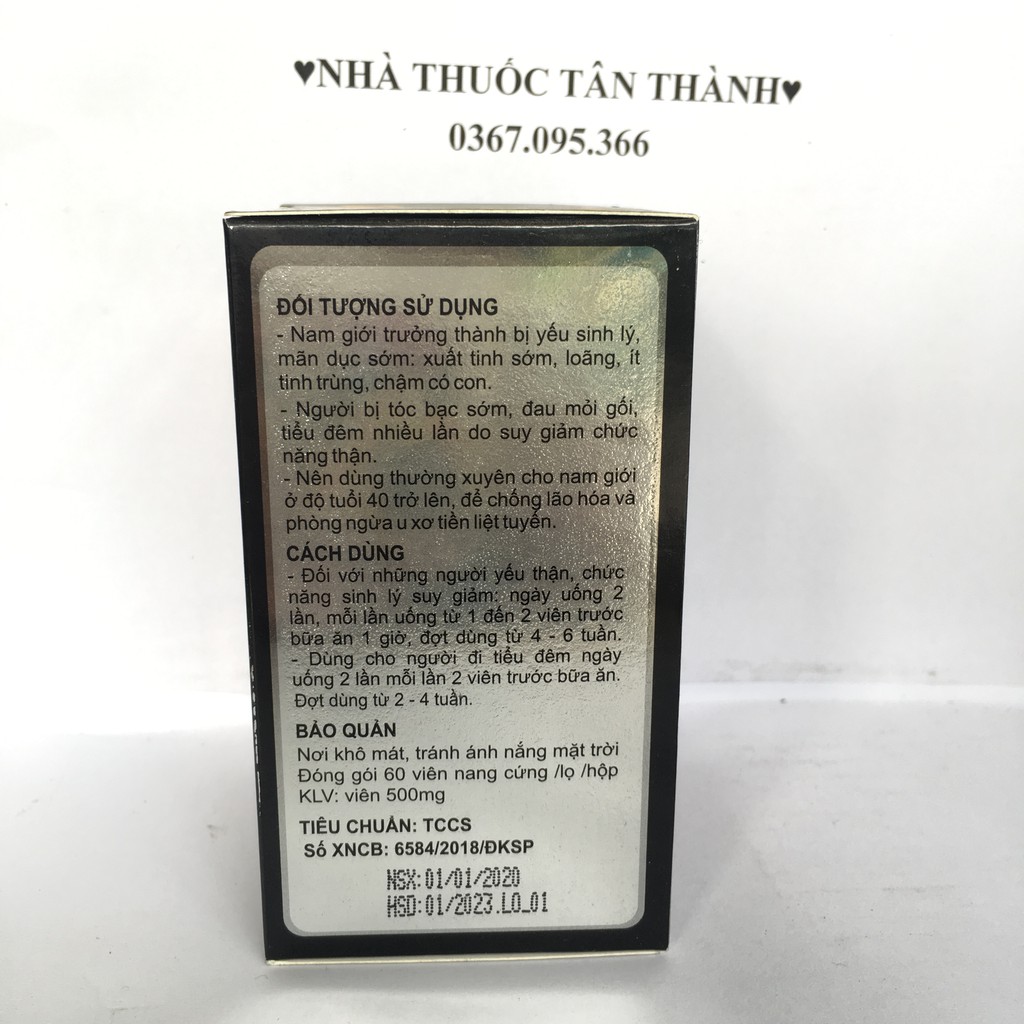 ♥NHÀ THUỐC TÂN THÀNH♥
0367.095.366
ĐỐI TƯỢNG SỬ DỤNG
- Nam giới trưởng thành bị yếu sinh lý,
mãn dục sớm: xuất tinh sớm, loãng, ít
tinh trùng, chậm có con.
- Người bị tóc bạc sớm, đau mỏi gối,
tiểu đêm nhiều lần do suy giảm chức
năng thận.
- Nên dùng thường xuyên cho nam giới
ở độ tuổi 40 trở lên, để chống lão hóa và
phòng ngừa u xơ tiền liệt tuyến.
CÁCH DÙNG
- Đối với những người yếu thận, chức
năng sinh lý suy giảm: ngày uống 2
lần, mỗi lần uống từ 1 đến 2 viên trước
bữa ăn 1 giờ, đợt dùng từ 4 - 6 tuần.
- Dùng cho người đi tiểu đêm ngày
uống 2 lần mỗi lần 2 viên trước bữa ăn.
Đợt dùng từ 2 - 4 tuần.
BẢO QUẢN
Nơi khô mát, tránh ánh nắng mặt trời
Đóng gói 60 viên nang cứng /lọ /hộp
KLV: viên 500mg
TIÊU CHUẨN: TCCS
Số XNCB: 6584/2018/ĐKSP
NSX:01/01/2020
HSD:01/2023.LO_01